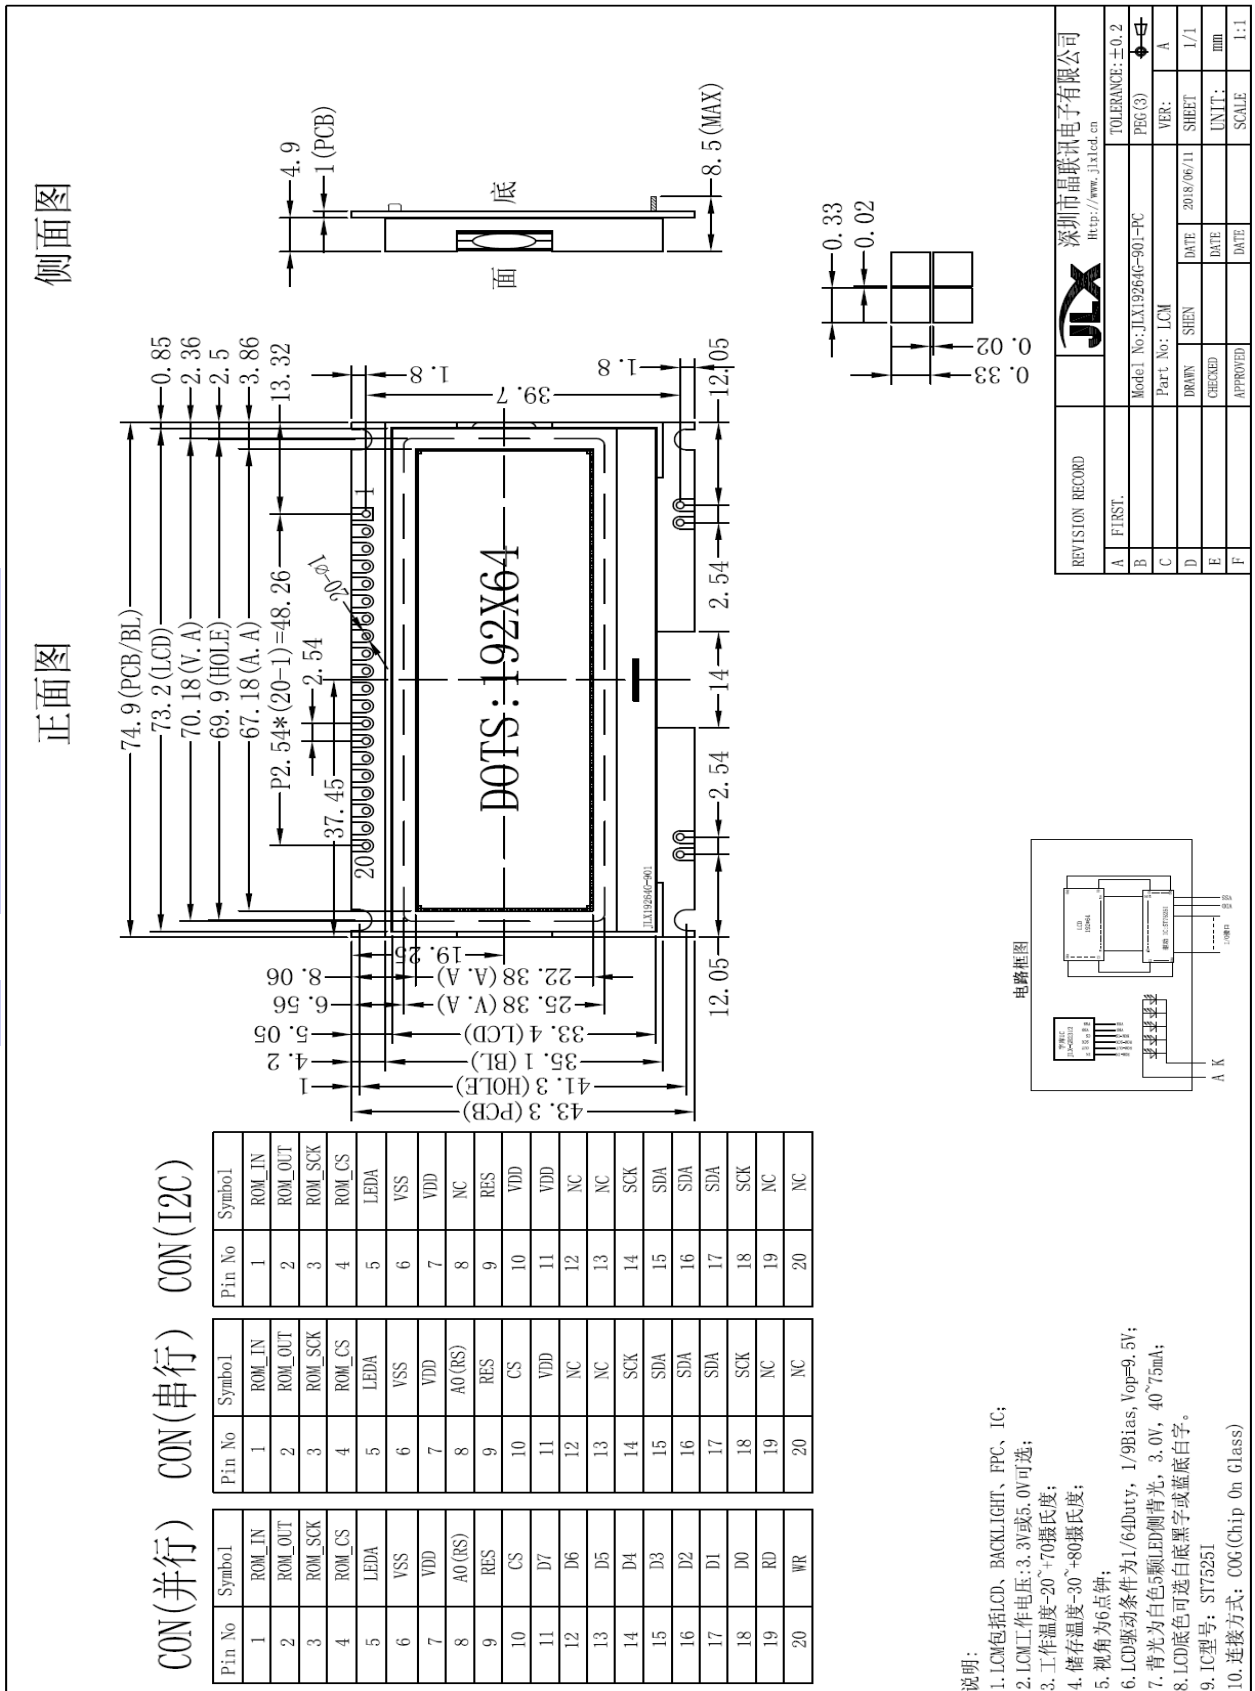 正面图
侧面图
74.9(PCB/BL)
0.85
73.2(LCD)
2.36
70.18(V.A)
2.5
69.9(HOLE)
3.86
67.18(A.A)
13.32
P2.54*(20-1)=48.26
2.54
37.45
20-ø1
20
1
1.8
39.7
1.8
DOTS:192X64
JLX19264G-901
12.05
2.54
14
2.54
12.05
19.25
22.38(A.A)
8.06
25.38(V.A)
6.56
33.4(LCD)
5.05
35.1(BL)
4.2
41.3(HOLE)
1
43.3(PCB)
4.9
1(PCB)
底
面
8.5(MAX)
0.33
0.02
0.02
0.33
CON(并行)
Pin No Symbol
1 ROM_IN
2 ROM_OUT
3 ROM_SCK
4 ROM_CS
5 LEDA
6 VSS
7 VDD
8 A0(RS)
9 RES
10 CS
11 D7
12 D6
13 D5
14 D4
15 D3
16 D2
17 D1
18 D0
19 RD
20 WR
CON(串行)
Pin No Symbol
1 ROM_IN
2 ROM_OUT
3 ROM_SCK
4 ROM_CS
5 LEDA
6 VSS
7 VDD
8 A0(RS)
9 RES
10 CS
11 VDD
12 NC
13 NC
14 SCK
15 SDA
16 SDA
17 SDA
18 SCK
19 NC
20 NC
CON(I2C)
Pin No Symbol
1 ROM_IN
2 ROM_OUT
3 ROM_SCK
4 ROM_CS
5 LEDA
6 VSS
7 VDD
8 NC
9 RES
10 VDD
11 VDD
12 NC
13 NC
14 SCK
15 SDA
16 SDA
17 SDA
18 SCK
19 NC
20 NC
说明:
1.LCM包括LCD、BACKLIGHT、FPC、IC;
2.LCM工作电压:3.3V或5.0V可选;
3.工作温度-20~+70摄氏度;
4.储存温度-30~+80摄氏度;
5.视角为6点钟;
6.LCD驱动条件为1/64Duty, 1/9Bias,Vop=9.5V;
7.背光为白色5颗LED侧背光, 3.0V, 40~75mA;
8.LCD底色可选白底黑字或蓝底白字。
9.IC型号: ST7525I
10.连接方式: COG(Chip On Glass)
电路框图
LCD
192*64
A K
REVISION RECORD
A FIRST.
B
C
D
E
F
JLX
深圳市晶联讯电子有限公司
Http://www.jlxlcd.cn
TOLERANCE:±0.2
Model No:JLX19264G-901-PC
PEG(3)
Part No: LCM
VER: A
DRAWN SHEN DATE 2018/06/11 SHEET 1/1
CHECKED DATE UNIT: mm
APPROVED DATE SCALE 1:1